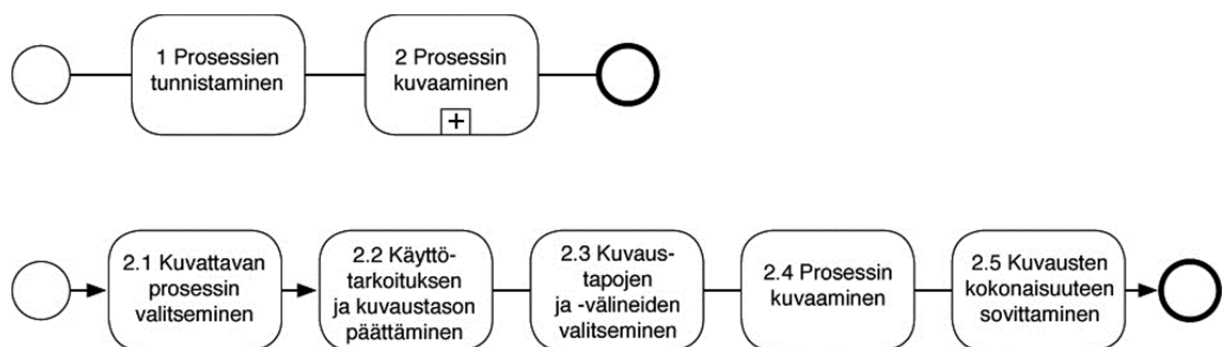 1 Prosessien
tunnistaminen
2 Prosessin
kuvaaminen
+
2.1 Kuvattavan
prosessin
valitseminen
2.2 Käyttö-
tarkoituksen
ja kuvaustason
päättäminen
2.3 Kuvaus-
tapojen
ja -välineiden
valitseminen
2.4 Prosessin
kuvaaminen
2.5 Kuvausten
kokonaisuuteen
sovittaminen